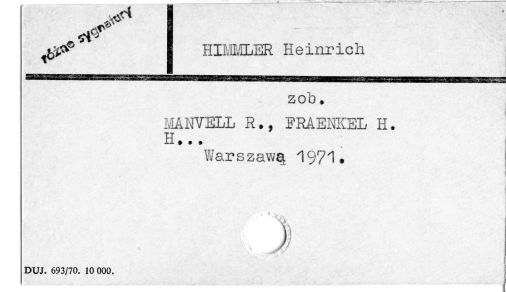 różne sygnatury
HIMMLER Heinrich
zob.
MANVELL R., FRAENKEL H.
H...
Warszawa 1971.
DUJ. 693/70. 10 000.